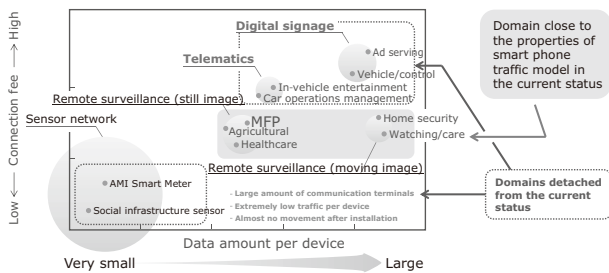 Low ← Connection fee → High
Digital signage
Ad serving
Vehicle/control
Telematics
In-vehicle entertainment
Car operations management
Remote surveillance (still image)
Sensor network
MFP
Agricultural
Healthcare
Home security
Watching/care
Remote surveillance (moving image)
AMI Smart Meter
Social infrastructure sensor
- Large amount of communication terminals
- Extremely low traffic per device
- Almost no movement after installation
Data amount per device
Very small
Large
Domain close to
the properties of
smart phone
traffic model in
the current status
Domains detached
from the current
status